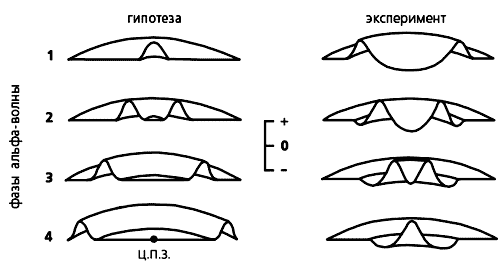 гипотеза эксперимент
1
2
3
4
фазы альфа-волны
+
0
-
Ц.П.З.